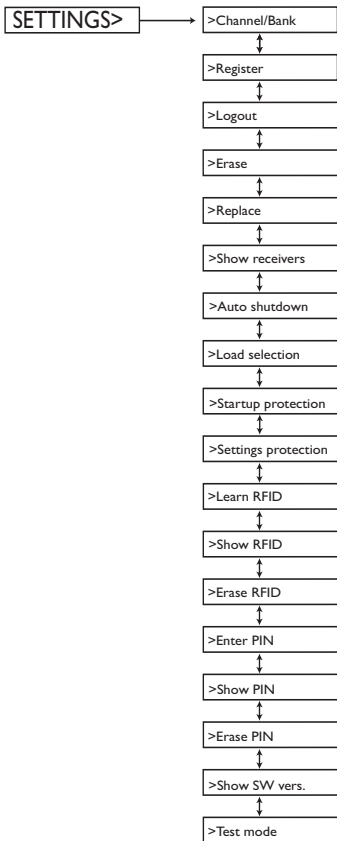 SETTINGS>
>Channel/Bank
>Register
>Logout
>Erase
>Replace
>Show receivers
>Auto shutdown
>Load selection
>Startup protection
>Settings protection
>Learn RFID
>Show RFID
>Erase RFID
>Enter PIN
>Show PIN
>Erase PIN
>Show SW vers.
>Test mode